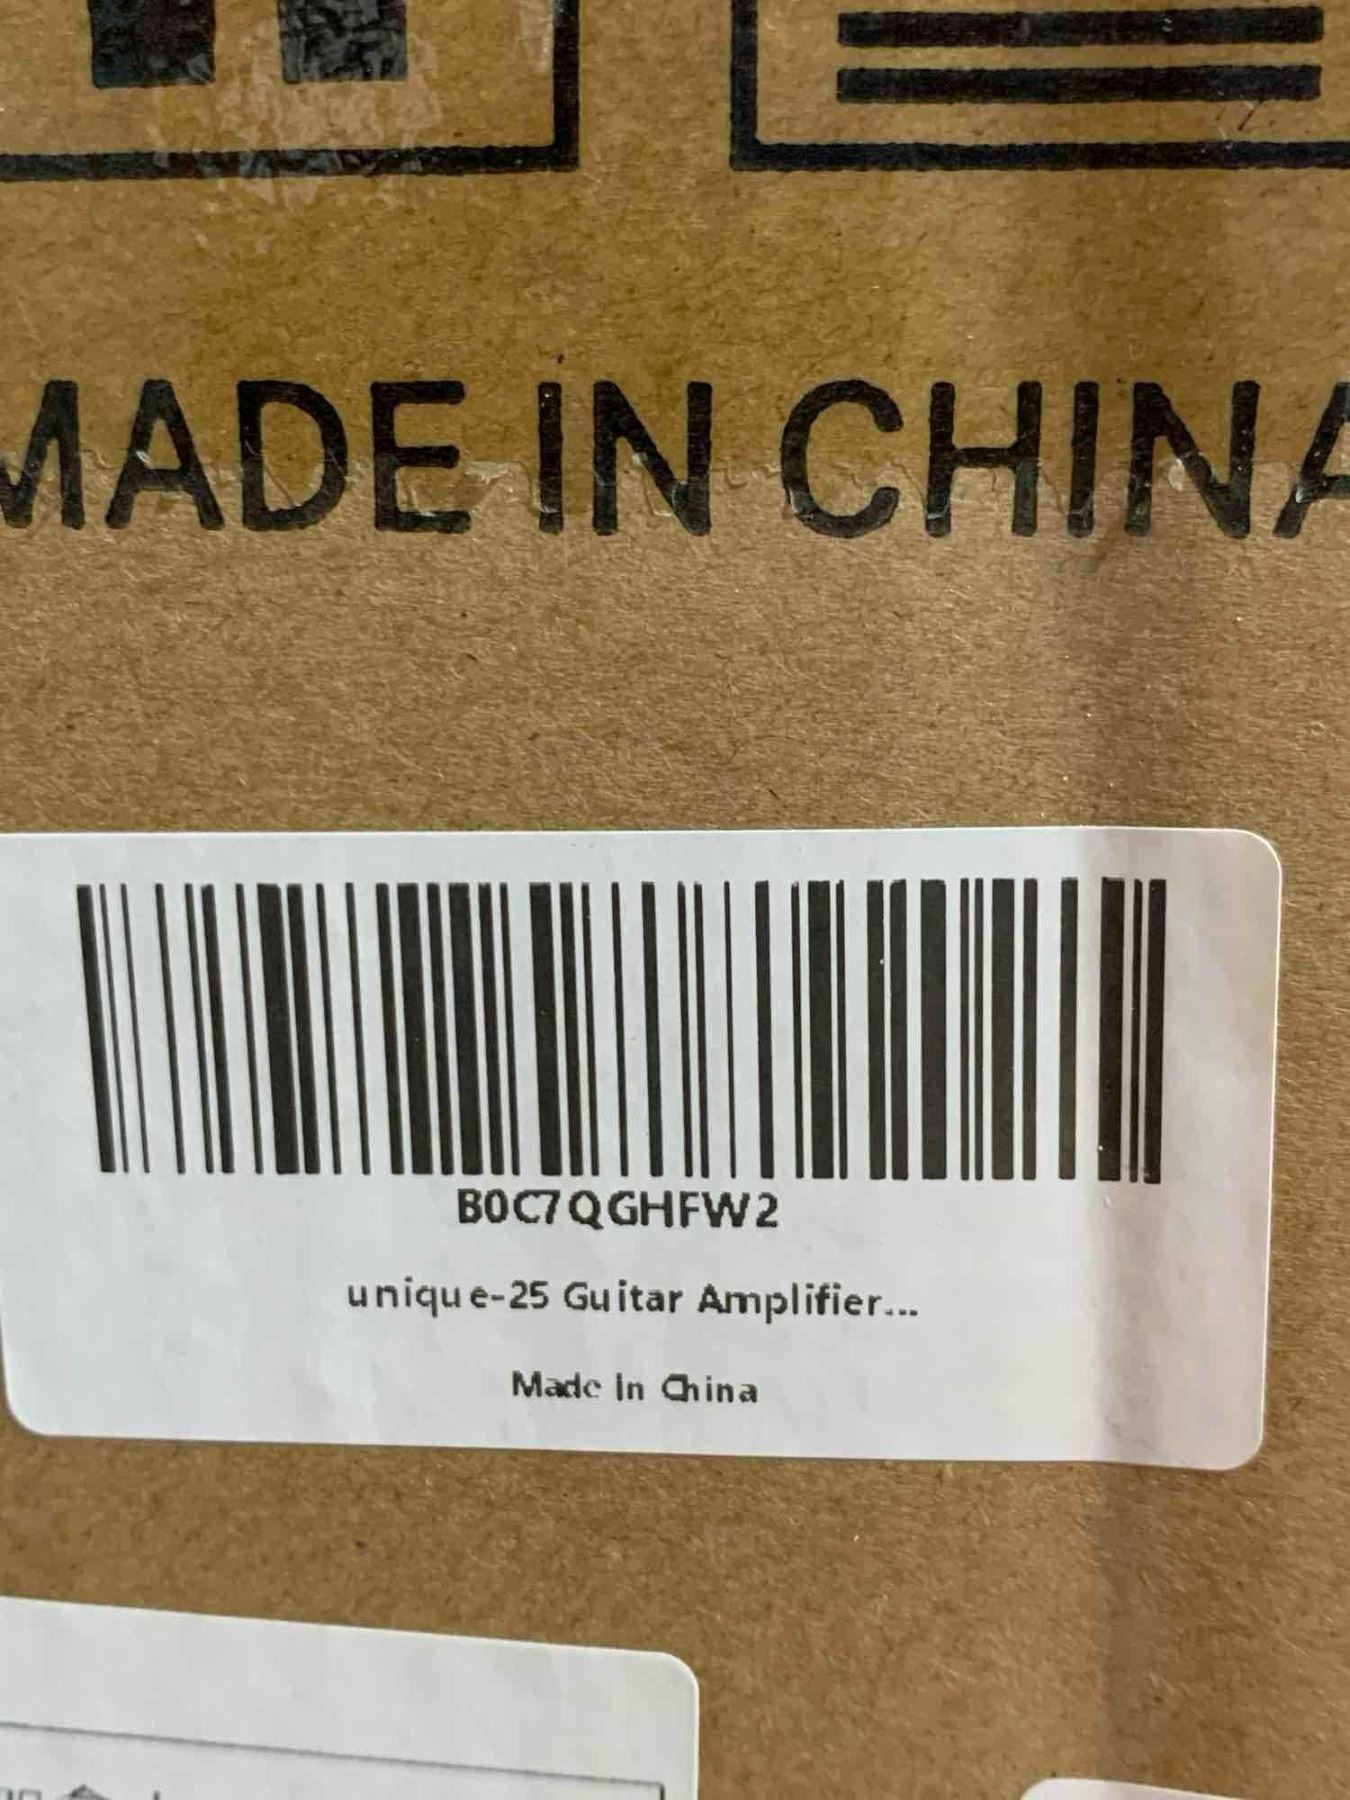 MADE IN CHINA
B0C7QGHFW2
unique-25 Guitar Amplifier...
Made In China